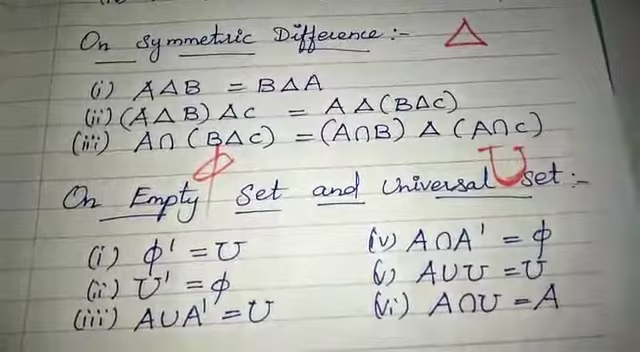 On Symmetric Difference :- △
(i) A△B = B△A
(ii) (A△B)△C = A△(B△C)
(iii) A∩(B△C) = (A∩B) △ (A∩C)
ϕ U
On Empty Set and Universal set :-
(i) ϕ' = U
(ii) U' = ϕ
(iii) A∪A' = U
(iv) A∩A' = ϕ
(v) A∪U = U
(vi) A∩U = A